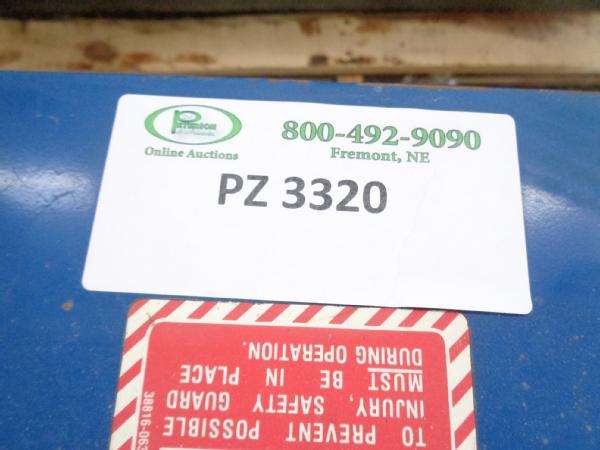 PETERSON
Online Auctions
800-492-9090
Fremont, NE
PZ 3320
TO PREVENT POSSIBLE
INJURY, SAFETY GUARD
MUST BE IN PLACE
DURING OPERATION.